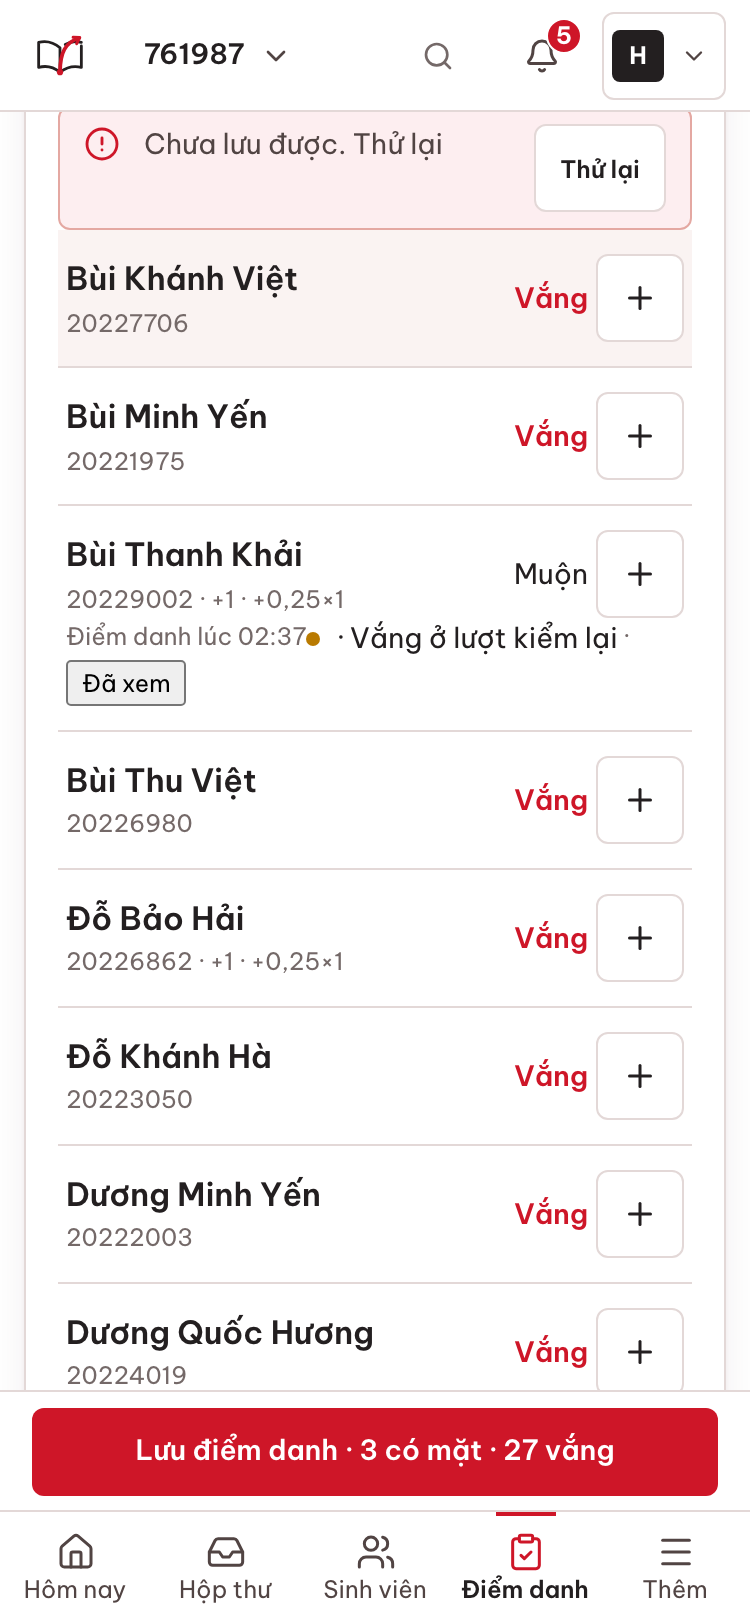 761987
5
H
Chưa lưu được. Thử lại
Thử lại
Bùi Khánh Việt
20227706
Vắng
Bùi Minh Yến
20221975
Vắng
Bùi Thanh Khải
20229002 · +1 · +0,25×1
Muộn
Điểm danh lúc 02:37 · Vắng ở lượt kiểm lại ·
Đã xem
Bùi Thu Việt
20226980
Vắng
Đỗ Bảo Hải
20226862 · +1 · +0,25×1
Vắng
Đỗ Khánh Hà
20223050
Vắng
Dương Minh Yến
20222003
Vắng
Dương Quốc Hương
20224019
Vắng
Lưu điểm danh · 3 có mặt · 27 vắng
Hôm nay
Hộp thư
Sinh viên
Điểm danh
Thêm